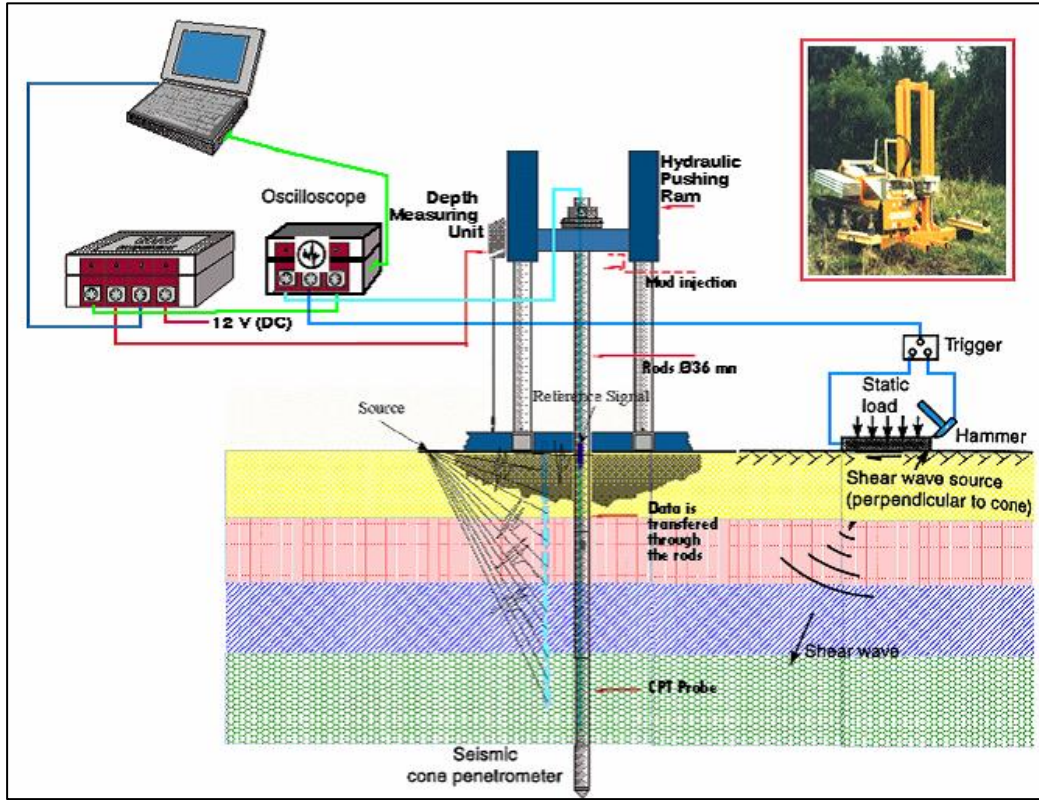 Oscilloscope
12 V (DC)
Depth
Measuring
Unit
Hydraulic
Pushing
Ram
Mud injection
Rods Ø36 mn
Source
Reference Signal
Trigger
Static
load
Hammer
Shear wave source
(perpendicular to cone)
Data is
transfered
through
the rods
Shear wave
CPT Probe
Seismic
cone penetrometer